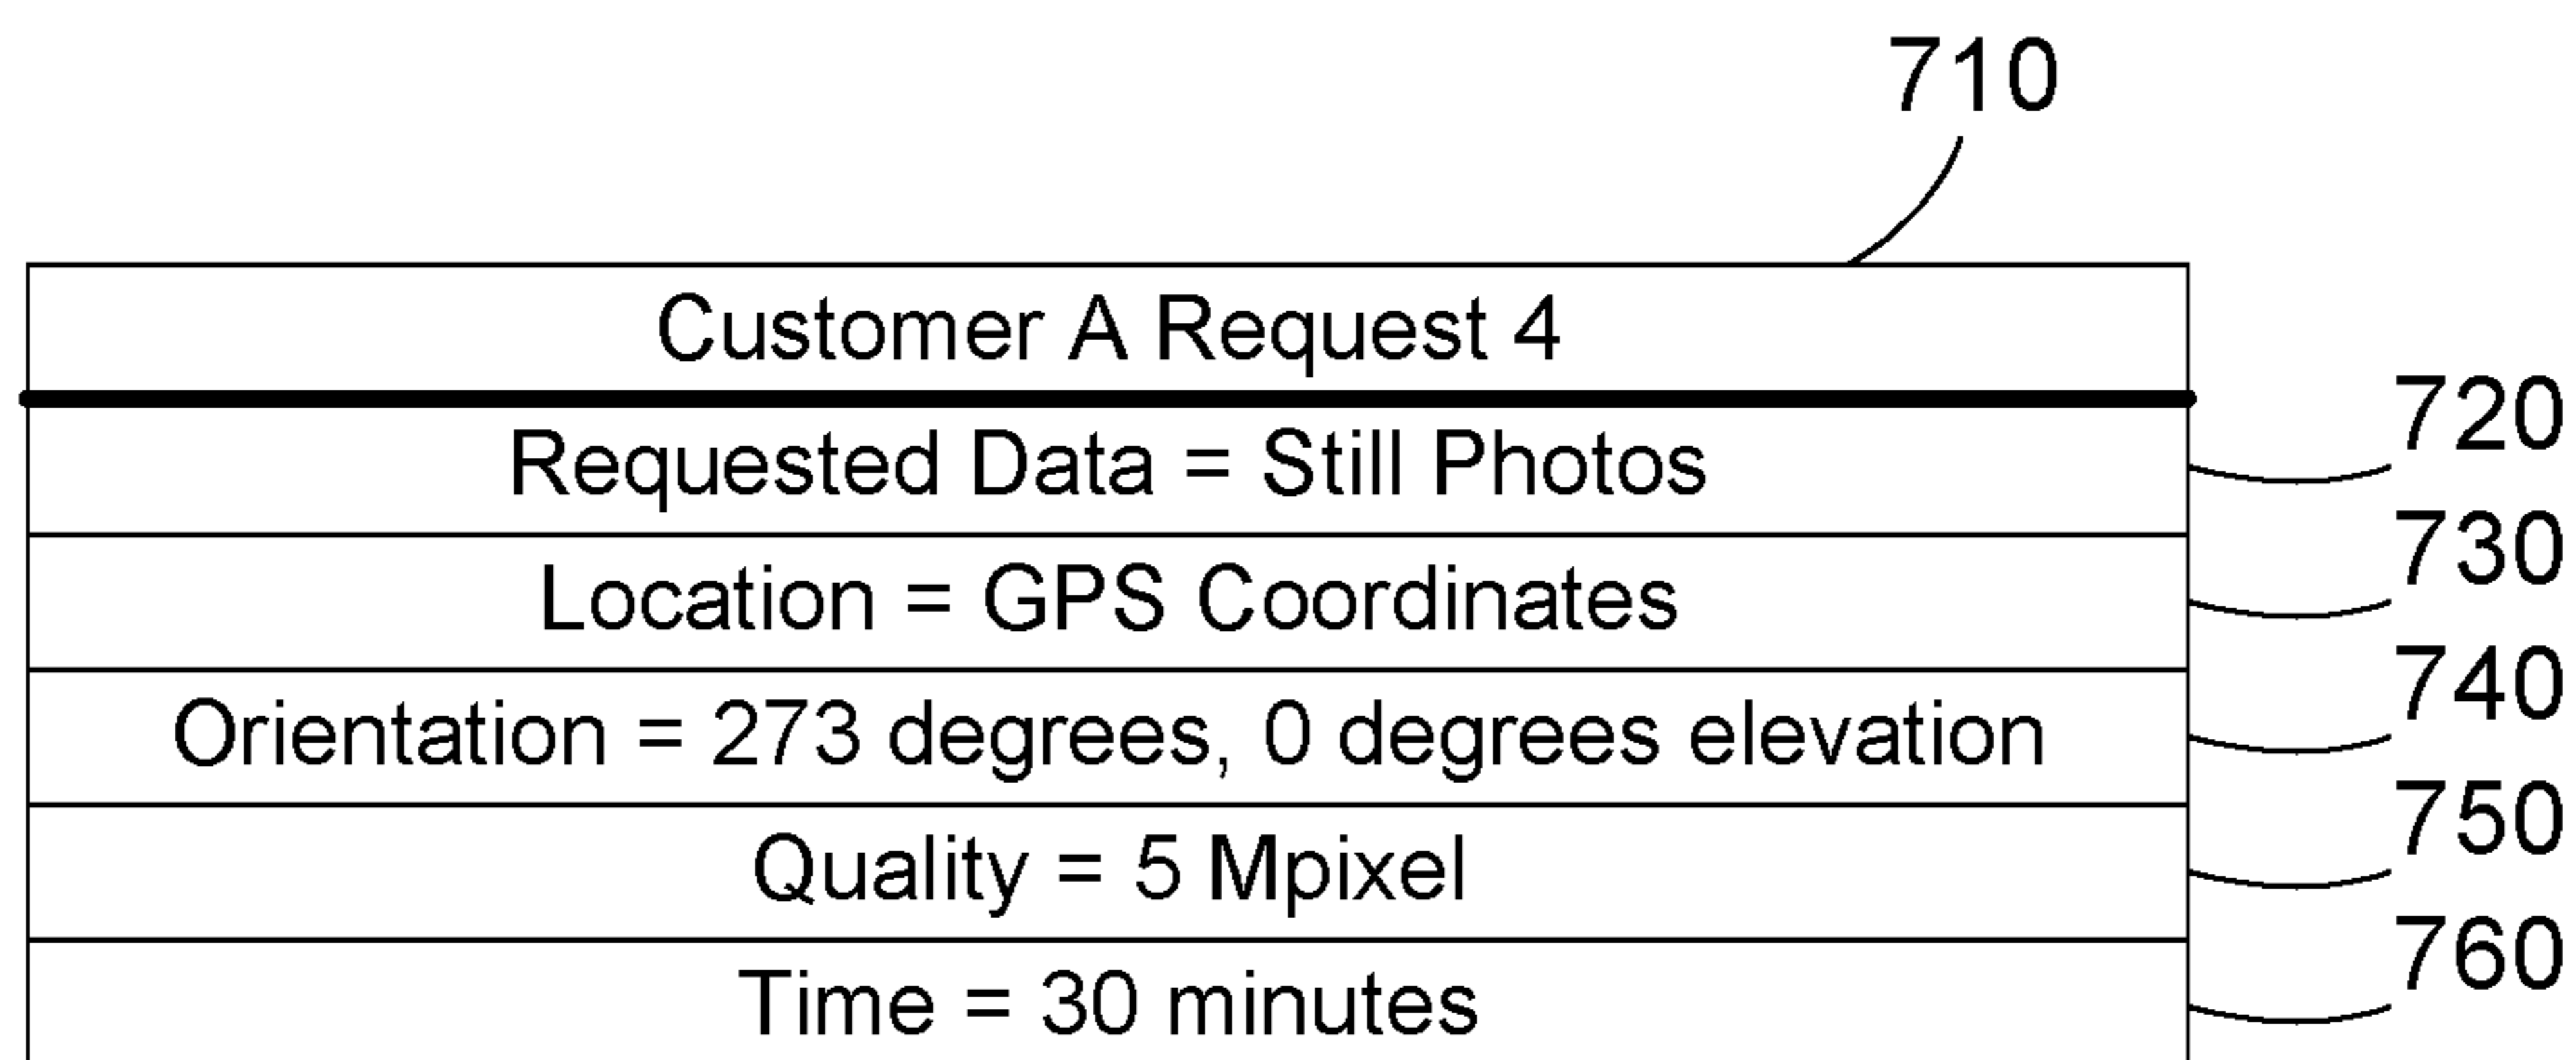 710
Customer A Request 4
Requested Data = Still Photos 720
Location = GPS Coordinates 730
Orientation = 273 degrees, 0 degrees elevation 740
Quality = 5 Mpixel 750
Time = 30 minutes 760